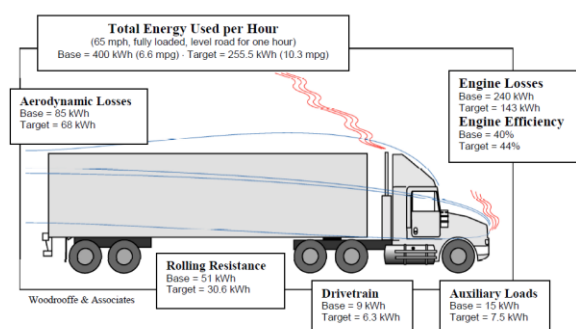 Total Energy Used per Hour
(65 mph, fully loaded, level road for one hour)
Base = 400 kWh (6.6 mpg) · Target = 255.5 kWh (10.3 mpg)
Engine Losses
Base = 240 kWh
Target = 143 kWh
Engine Efficiency
Base = 40%
Target = 44%
Aerodynamic Losses
Base = 85 kWh
Target = 68 kWh
Rolling Resistance
Base = 51 kWh
Target = 30.6 kWh
Drivetrain
Base = 9 kWh
Target = 6.3 kWh
Auxiliary Loads
Base = 15 kWh
Target = 7.5 kWh
Woodrooffe & Associates